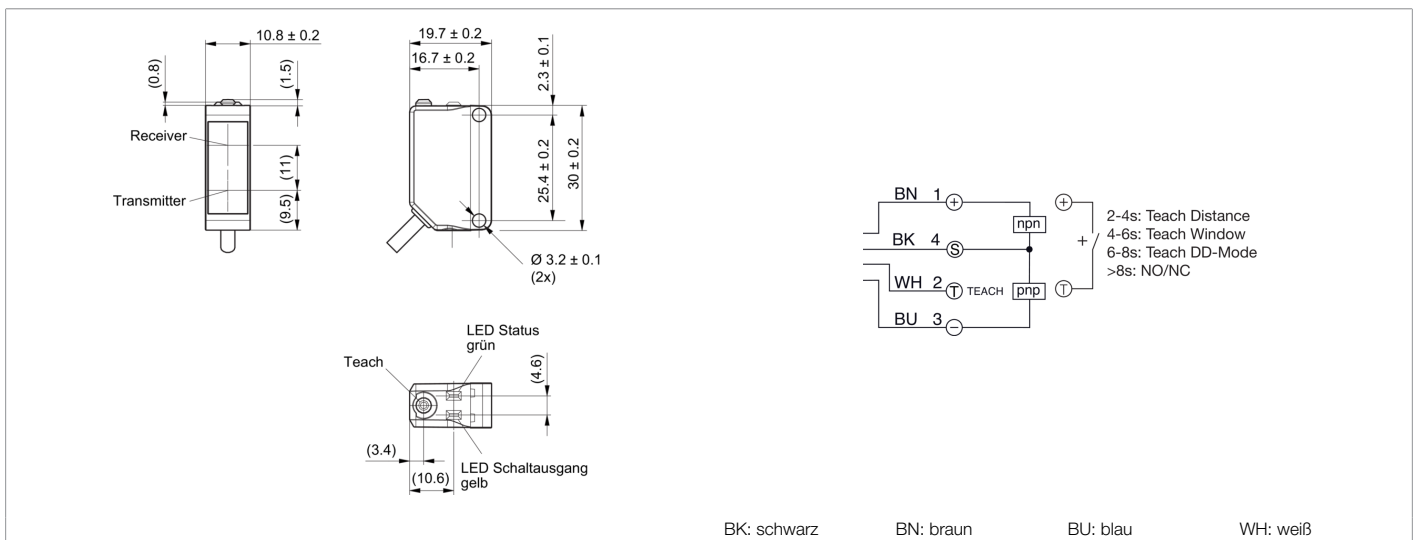 10.8 ± 0.2
(0.8)
(1.5)
Receiver
Transmitter
(11)
(9.5)
19.7 ± 0.2
16.7 ± 0.2
2.3 ± 0.1
25.4 ± 0.2
30 ± 0.2
Ø 3.2 ± 0.1
(2x)
LED Status
grün
Teach
(4.6)
(3.4)
(10.6)
LED Schaltausgang
gelb
BN 1 +
npn
BK 4 S
WH 2 T TEACH pnp
BU 3 −
+
+
T
2-4s: Teach Distance
4-6s: Teach Window
6-8s: Teach DD-Mode
>8s: NO/NC
BK: schwarz BN: braun BU: blau WH: weiß